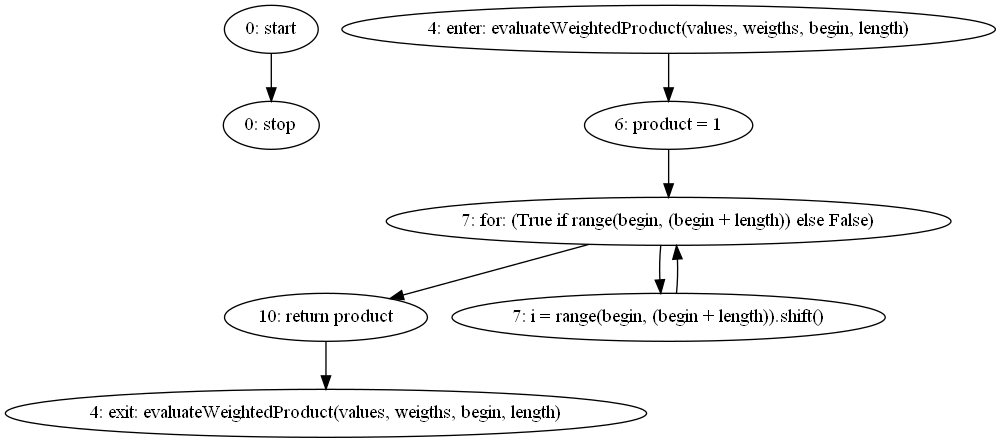 0: start
4: enter: evaluateWeightedProduct(values, weigths, begin, length)
0: stop
6: product = 1
7: for: (True if range(begin, (begin + length)) else False)
10: return product
7: i = range(begin, (begin + length)).shift()
4: exit: evaluateWeightedProduct(values, weigths, begin, length)